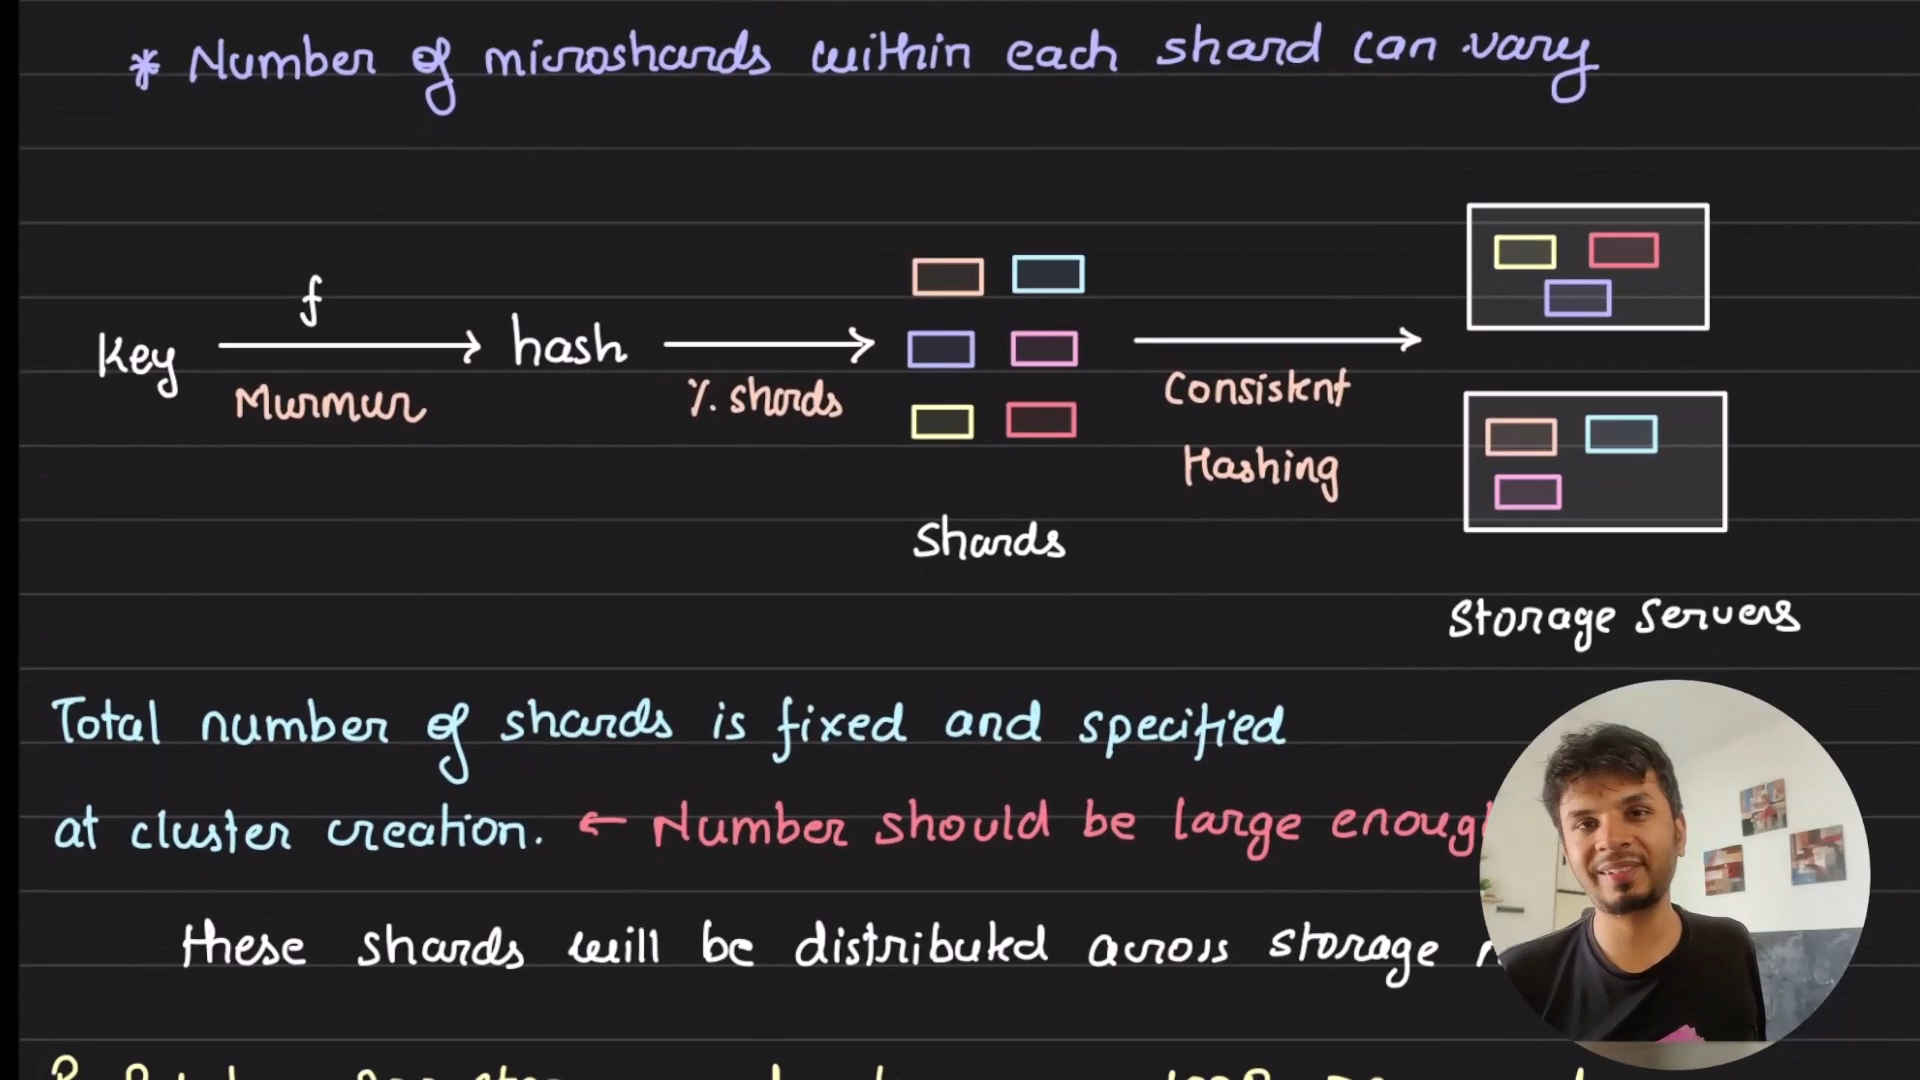 * Number of microshards within each shard can vary
f
Key
hash
Murmur
% shards
Consistent
Hashing
Shards
Storage Servers
Total number of shards is fixed and specified
at cluster creation. ← Number should be large
these shards will be distributed across storage